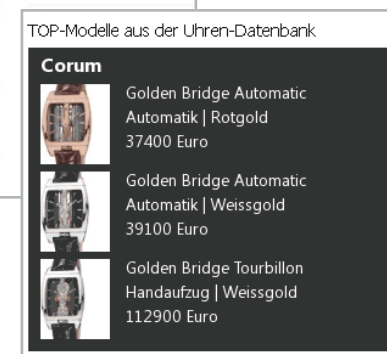 TOP-Modelle aus der Uhren-Datenbank
Corum
Golden Bridge Automatic
Automatik | Rotgold
37400 Euro
Golden Bridge Automatic
Automatik | Weissgold
39100 Euro
Golden Bridge Tourbillon
Handaufzug | Weissgold
112900 Euro